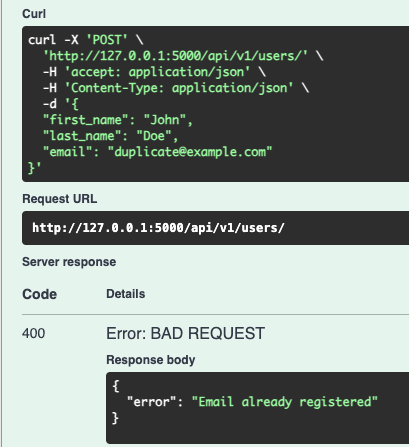 Curl
curl -X 'POST' \
'http://127.0.0.1:5000/api/v1/users/' \
-H 'accept: application/json' \
-H 'Content-Type: application/json' \
-d '{
"first_name": "John",
"last_name": "Doe",
"email": "duplicate@example.com"
}'
Request URL
http://127.0.0.1:5000/api/v1/users/
Server response
Code Details
400 Error: BAD REQUEST
Response body
{
"error": "Email already registered"
}